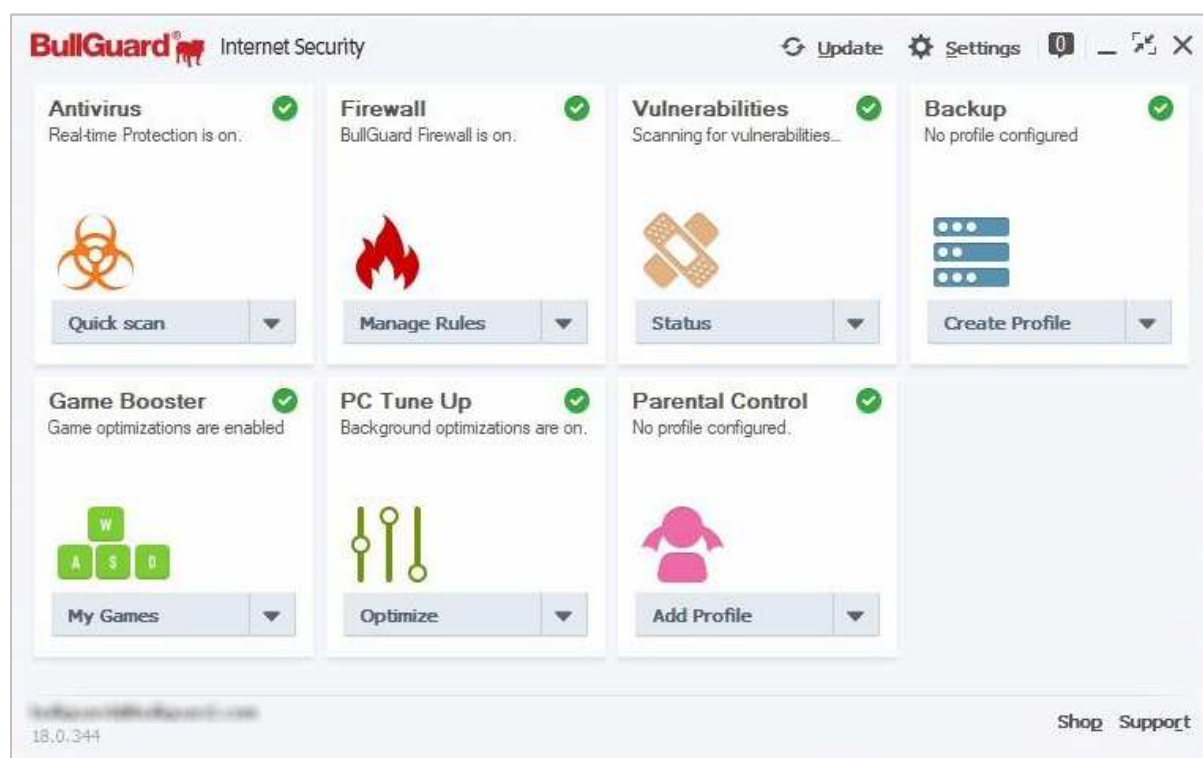 BullGuard® Internet Security
Update Settings 0
Antivirus
Real-time Protection is on.
Quick scan
Firewall
BullGuard Firewall is on.
Manage Rules
Vulnerabilities
Scanning for vulnerabilities...
Status
Backup
No profile configured
Create Profile
Game Booster
Game optimizations are enabled
W
A S D
My Games
PC Tune Up
Background optimizations are on.
Optimize
Parental Control
No profile configured.
Add Profile
18.0.344
Shop Support